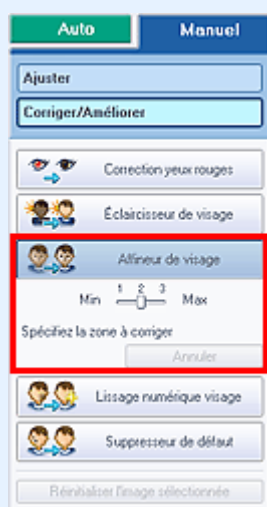 Auto Manuel
Ajuster
Corriger/Améliorer
Correction yeux rouges
Éclaircisseur de visage
Affineur de visage
1 2 3
Min Max
Spécifiez la zone à corriger
Annuler
Lissage numérique visage
Suppresseur de défaut
Réinitialiser l'image sélectionnée